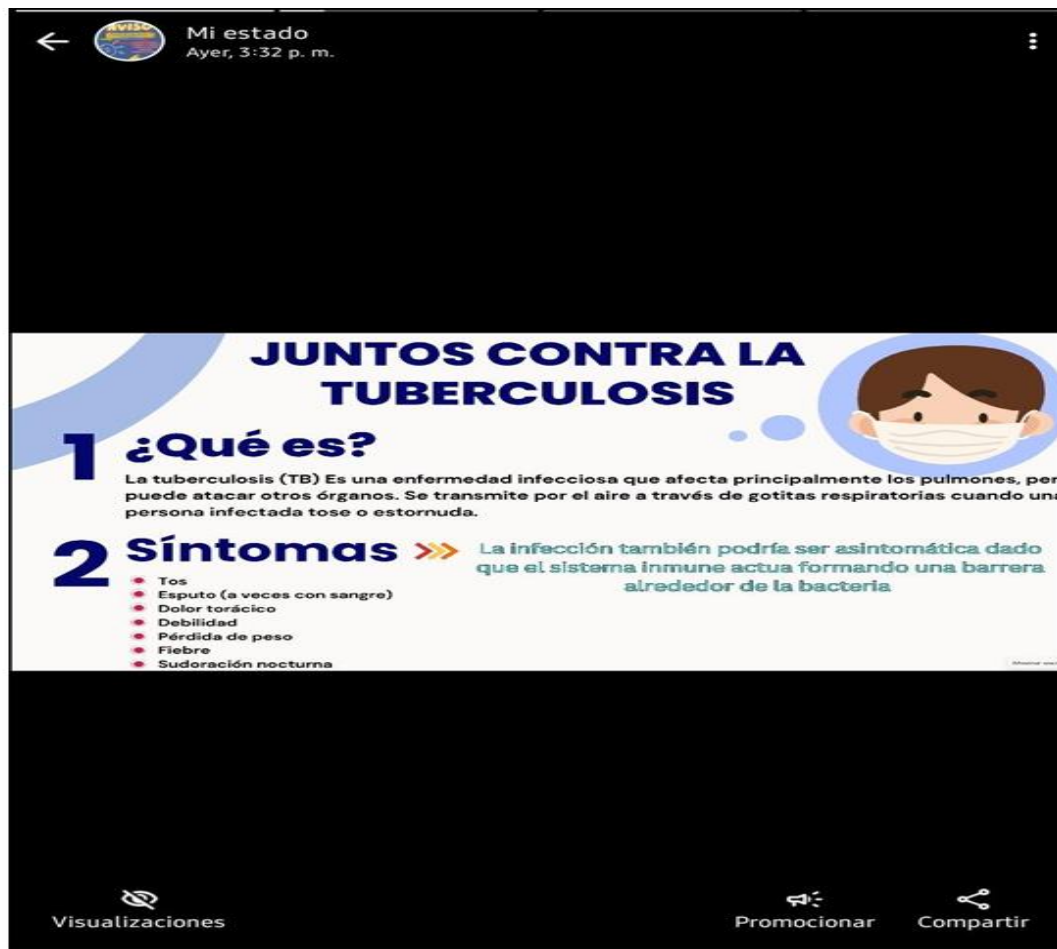 AVISO
Mi estado
Ayer, 3:32 p. m.
JUNTOS CONTRA LA
TUBERCULOSIS
1 ¿Qué es?
La tuberculosis (TB) Es una enfermedad infecciosa que afecta principalmente los pulmones, per
puede atacar otros órganos. Se transmite por el aire a través de gotitas respiratorias cuando una
persona infectada tose o estornuda.
2 Síntomas
La infección también podría ser asintomática dado
que el sistema inmune actua formando una barrera
alrededor de la bacteria
Tos
Esputo (a veces con sangre)
Dolor torácico
Debilidad
Pérdida de peso
Fiebre
Sudoración nocturna
Visualizaciones
Promocionar
Compartir